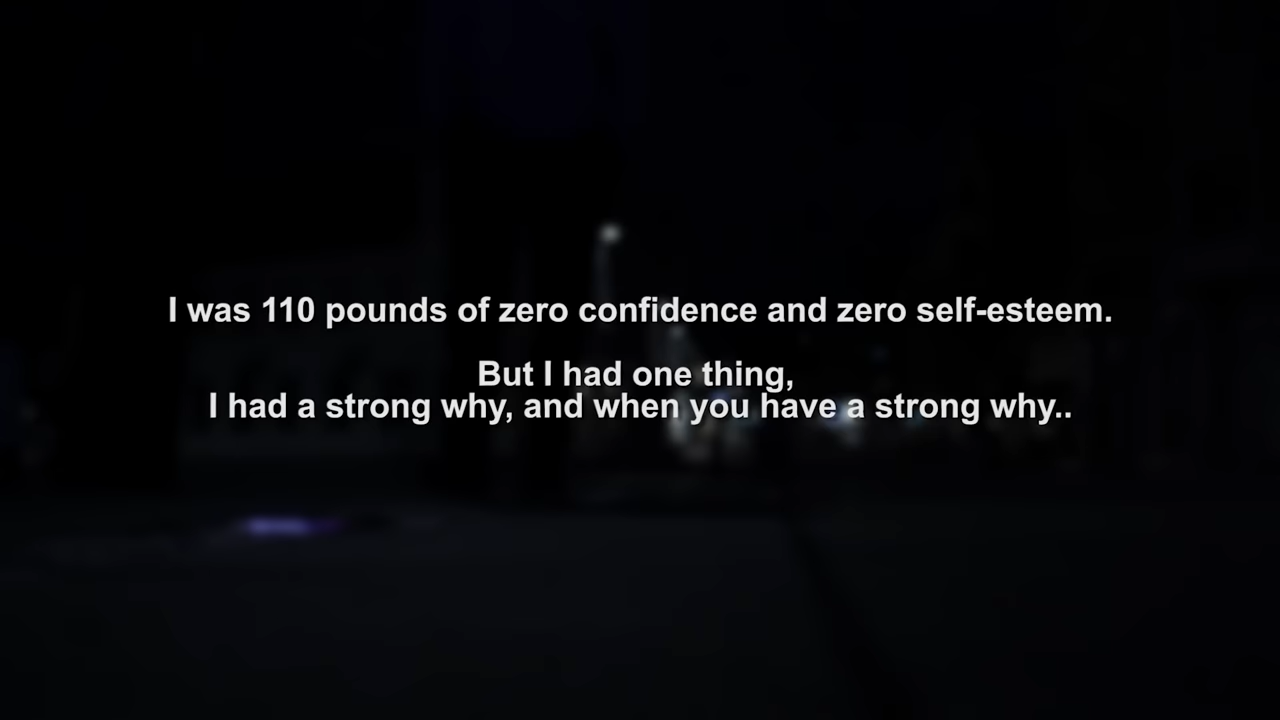 I was 110 pounds of zero confidence and zero self-esteem.
But I had one thing,
I had a strong why, and when you have a strong why..